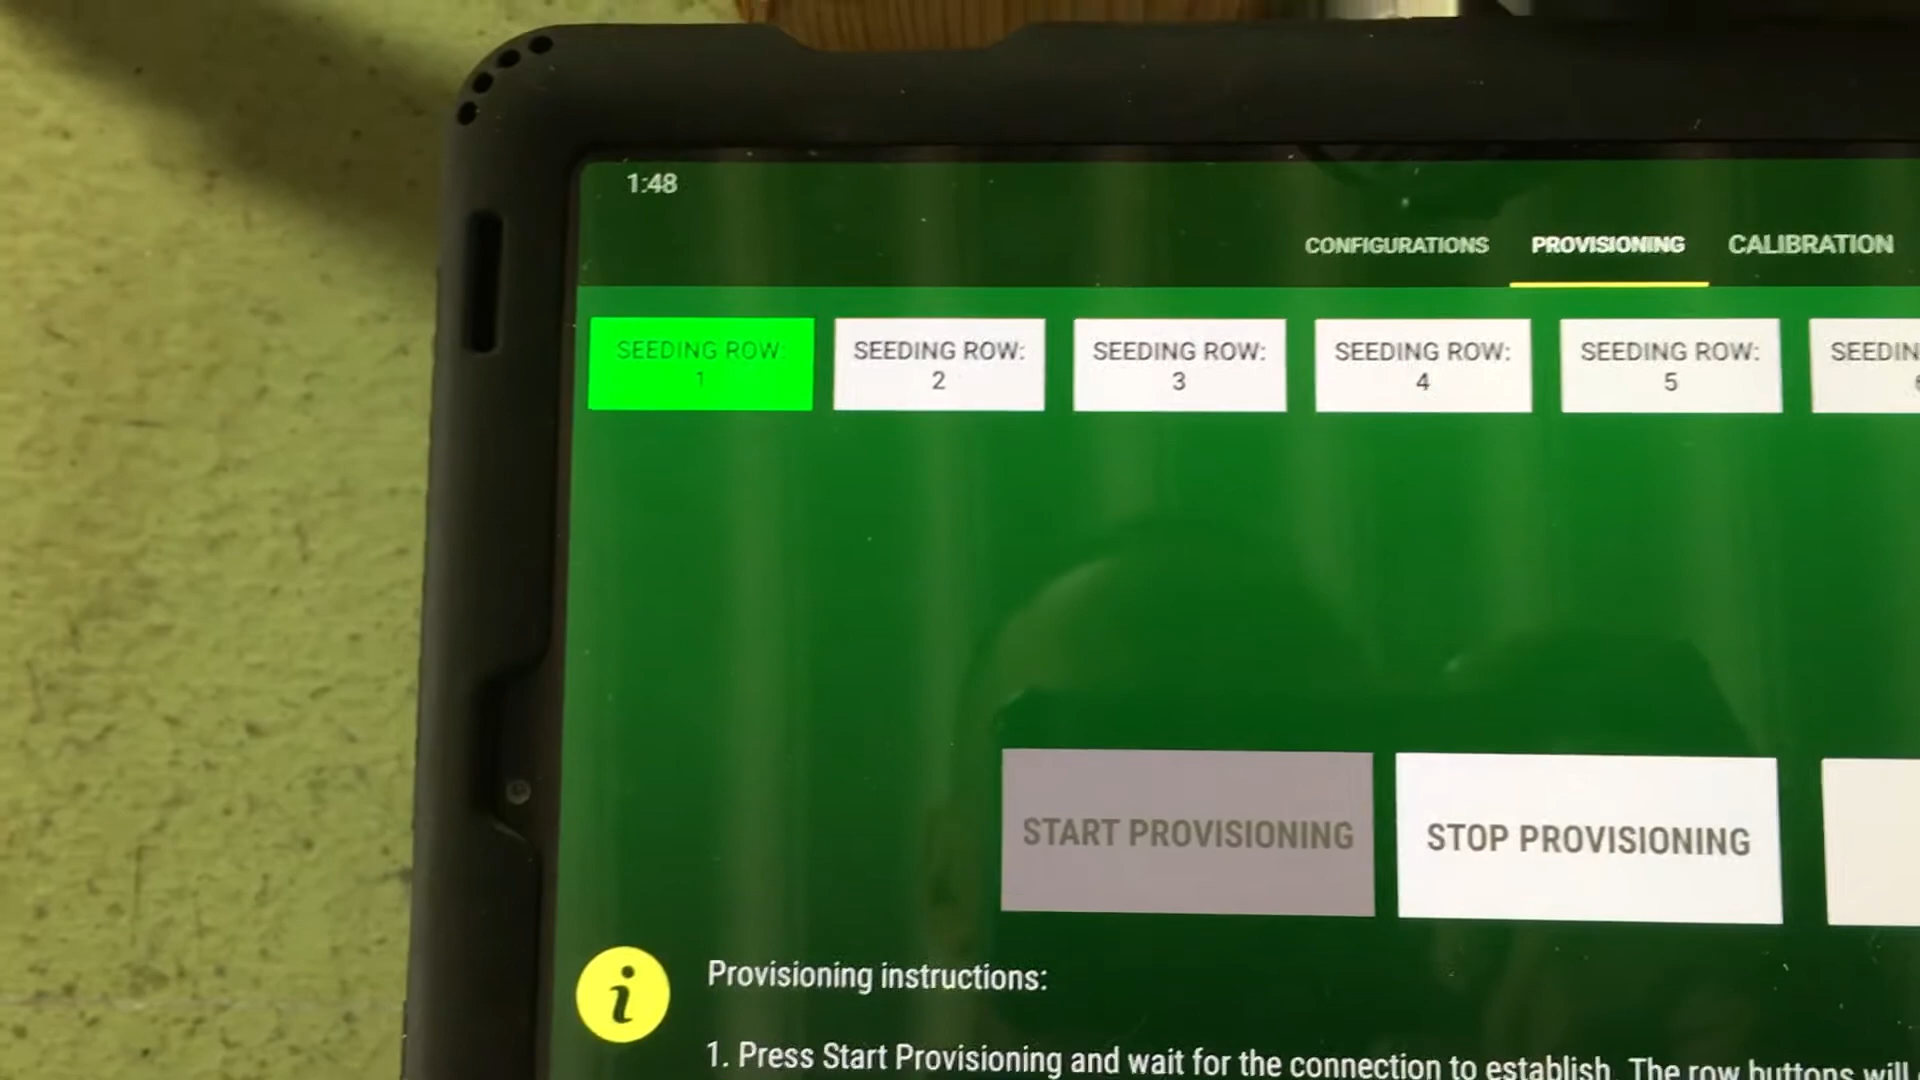 1:48
CONFIGURATIONS PROVISIONING CALIBRATION
SEEDING ROW: 1
SEEDING ROW: 2
SEEDING ROW: 3
SEEDING ROW: 4
SEEDING ROW: 5
START PROVISIONING
STOP PROVISIONING
i
Provisioning instructions:
1. Press Start Provisioning and wait for the connection to establish. The row buttons will